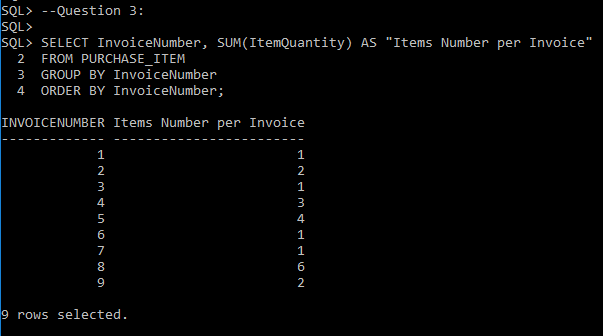 SQL> --Question 3:
SQL>
SQL> SELECT InvoiceNumber, SUM(ItemQuantity) AS "Items Number per Invoice"
  2  FROM PURCHASE_ITEM
  3  GROUP BY InvoiceNumber
  4  ORDER BY InvoiceNumber;
INVOICENUMBER Items Number per Invoice
------------- ------------------------
            1                        1
            2                        2
            3                        1
            4                        3
            5                        4
            6                        1
            7                        1
            8                        6
            9                        2
9 rows selected.